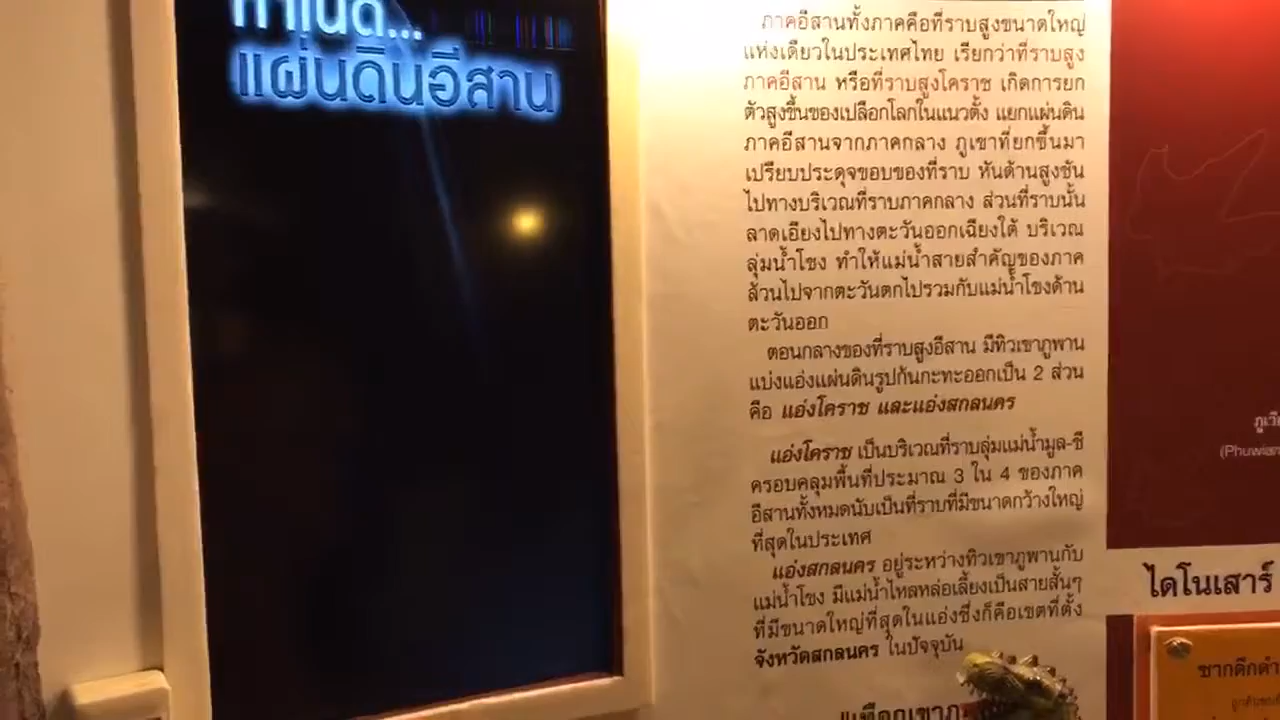 กำเนิด...
แผ่นดินอีสาน
ภาคอีสานทั้งภาคคือที่ราบสูงขนาดใหญ่
แห่งเดียวในประเทศไทย เรียกว่าที่ราบสูง
ภาคอีสาน หรือที่ราบสูงโคราช เกิดการยก
ตัวสูงขึ้นของเปลือกโลกในแนวตั้ง แยกแผ่นดิน
ภาคอีสานจากภาคกลาง ภูเขาที่ยกขึ้นมา
เปรียบประดุจขอบของที่ราบ หันด้านสูงชัน
ไปทางบริเวณที่ราบภาคกลาง ส่วนที่ราบนั้น
ลาดเอียงไปทางตะวันออกเฉียงใต้ บริเวณ
ลุ่มน้ำโขง ทำให้แม่น้ำสายสำคัญของภาค
ล้วนไปจากตะวันตกไปรวมกับแม่น้ำโขงด้าน
ตะวันออก
ตอนกลางของที่ราบสูงอีสาน มีทิวเขาภูพาน
แบ่งแอ่งแผ่นดินรูปก้นกะทะออกเป็น 2 ส่วน
คือ แอ่งโคราช และแอ่งสกลนคร
แอ่งโคราช เป็นบริเวณที่ราบลุ่มแม่น้ำมูล-ชี
ครอบคลุมพื้นที่ประมาณ 3 ใน 4 ของภาค
อีสานทั้งหมดนับเป็นที่ราบที่มีขนาดกว้างใหญ่
ที่สุดในประเทศ
แอ่งสกลนคร อยู่ระหว่างทิวเขาภูพานกับ
แม่น้ำโขง มีแม่น้ำไหลหล่อเลี้ยงเป็นสายสั้นๆ
ที่มีขนาดใหญ่ที่สุดในแอ่งซึ่งก็คือเขตที่ตั้ง
จังหวัดสกลนคร ในปัจจุบัน
ไดโนเสาร์